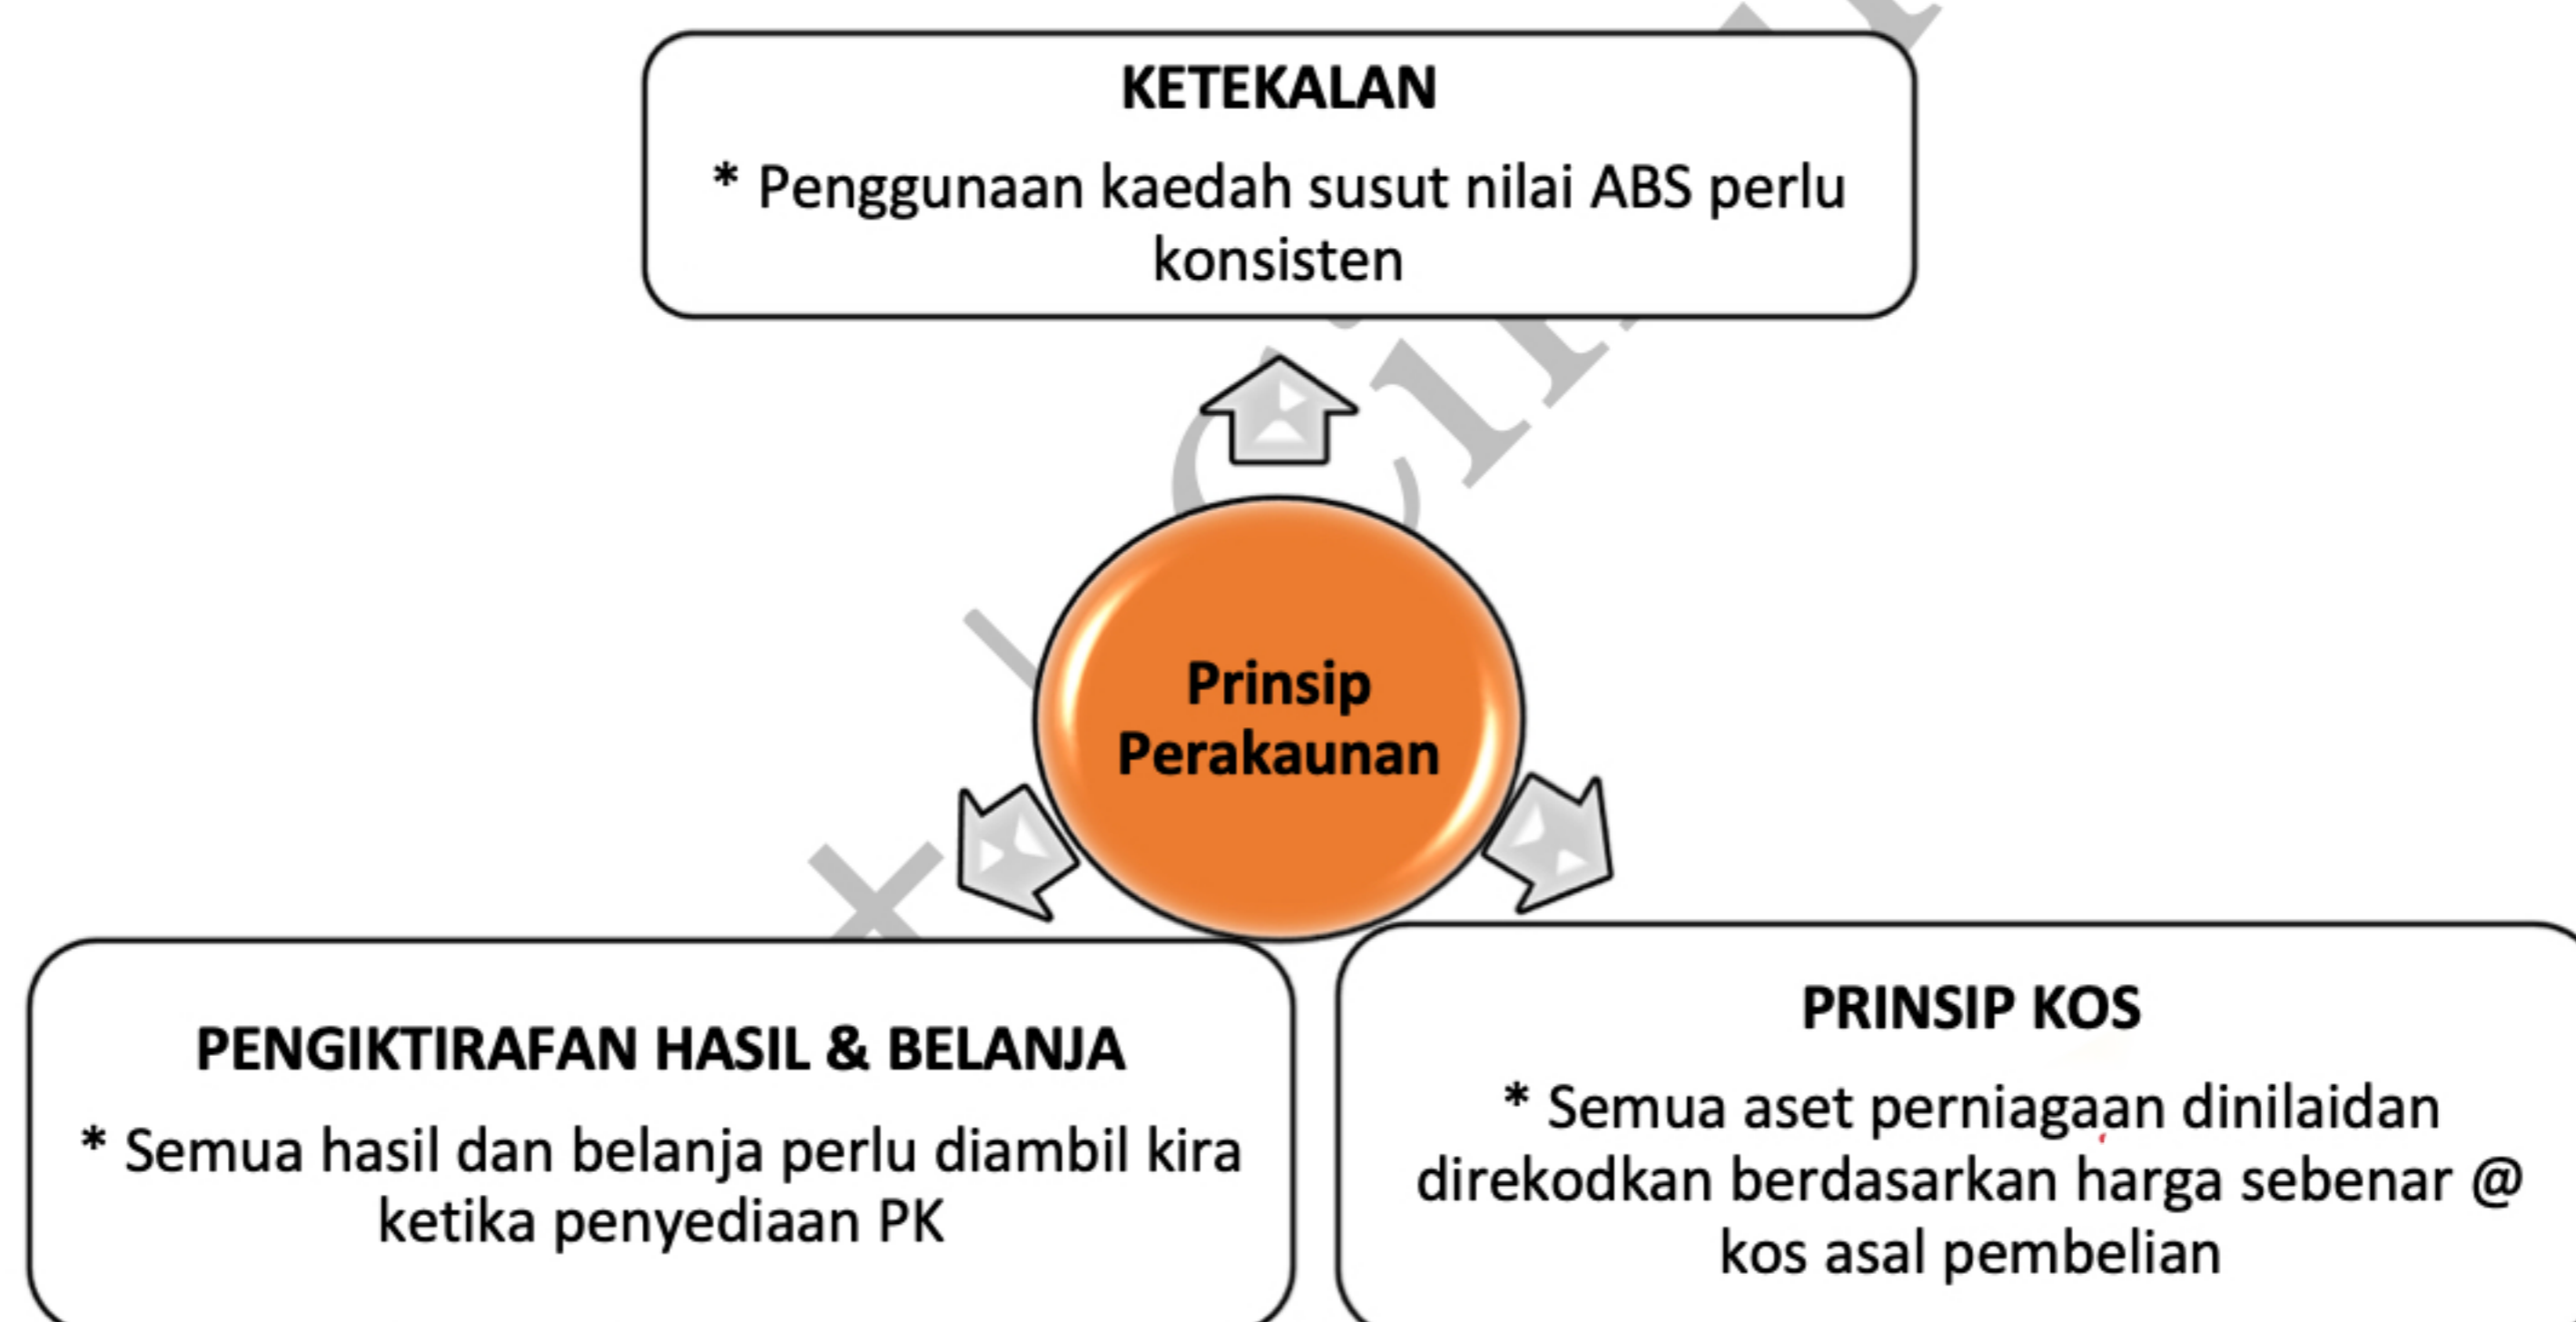 KETEKALAN
* Penggunaan kaedah susut nilai ABS perlu
konsisten
Prinsip
Perakaunan
PENGIKTIRAFAN HASIL & BELANJA
* Semua hasil dan belanja perlu diambil kira
ketika penyediaan PK
PRINSIP KOS
* Semua aset perniagaan dinilaidan
direkodkan berdasarkan harga sebenar @
kos asal pembelian